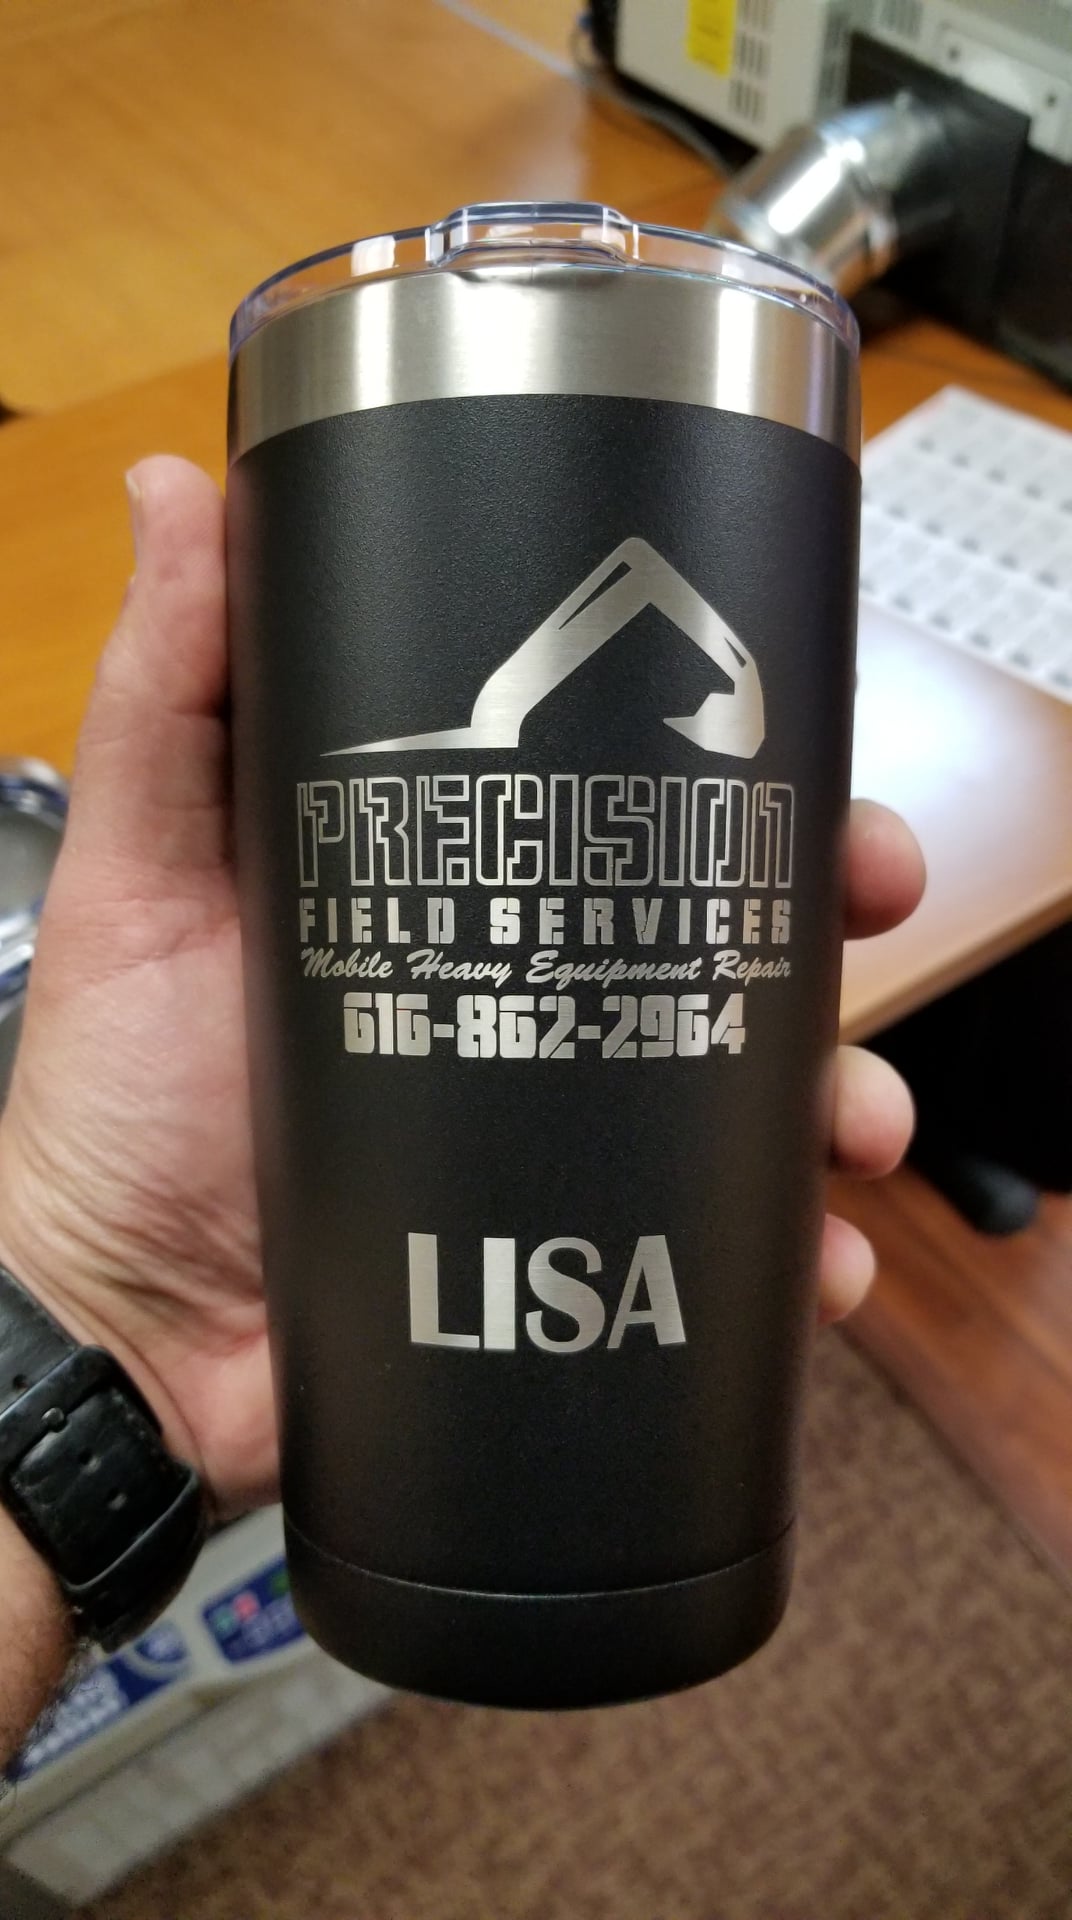 PRECISION
FIELD SERVICES
Mobile Heavy Equipment Repair
616-862-2964
LISA